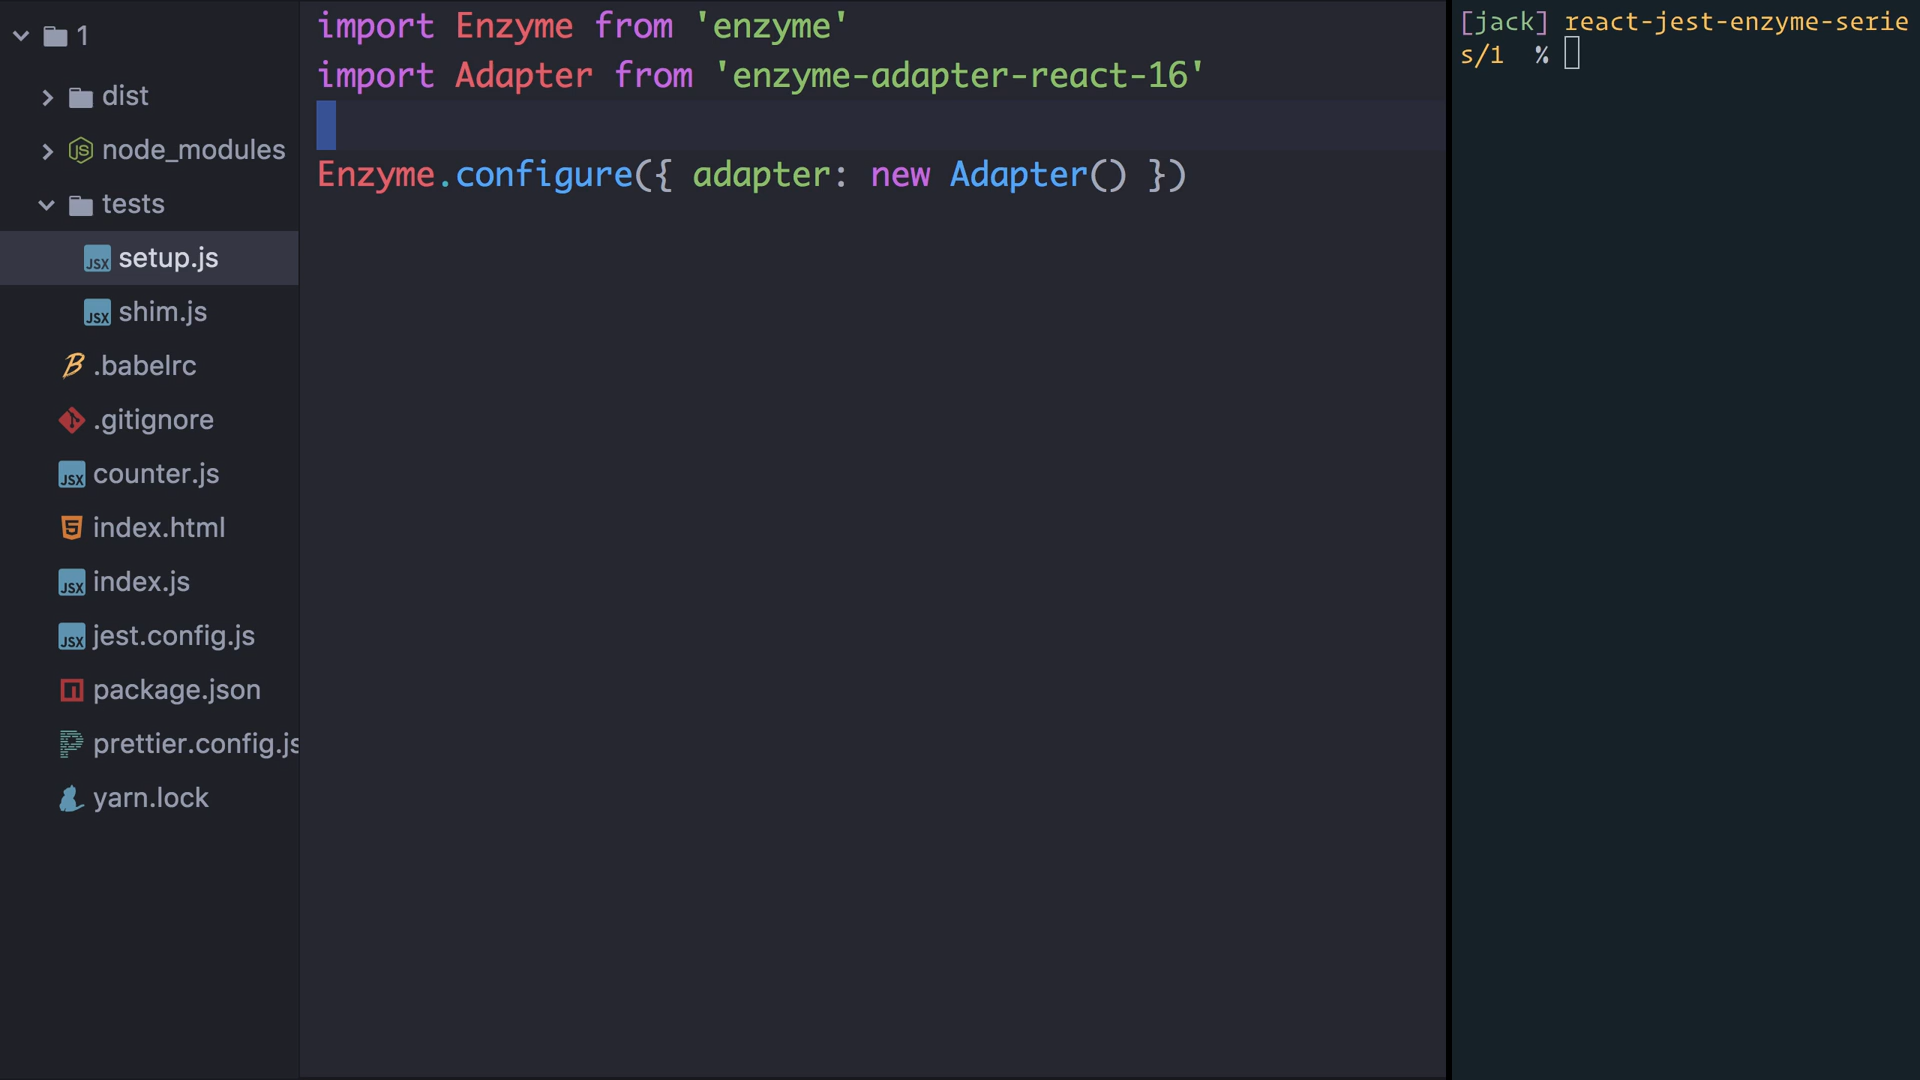 1
dist
node_modules
tests
setup.js
shim.js
.babelrc
.gitignore
counter.js
index.html
index.js
jest.config.js
package.json
prettier.config.js
yarn.lock
import Enzyme from 'enzyme'
import Adapter from 'enzyme-adapter-react-16'
Enzyme.configure({ adapter: new Adapter() })
[jack] react-jest-enzyme-serie
s/1 %